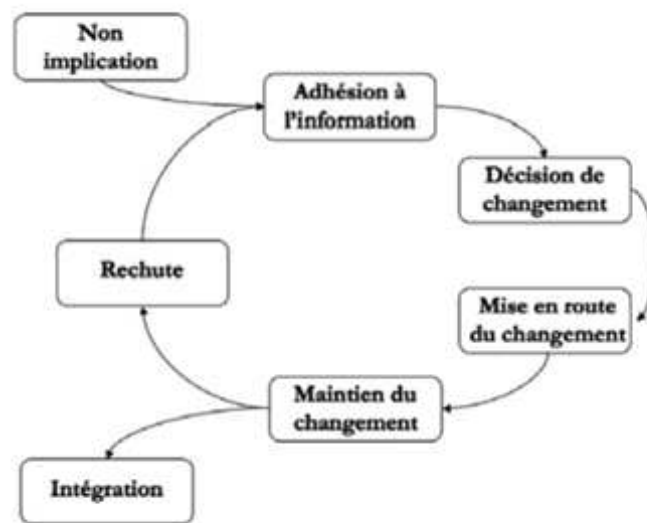 Non
implication
Adhésion à
l'information
Décision de
changement
Rechute
Mise en route
du changement
Maintien du
changement
Intégration